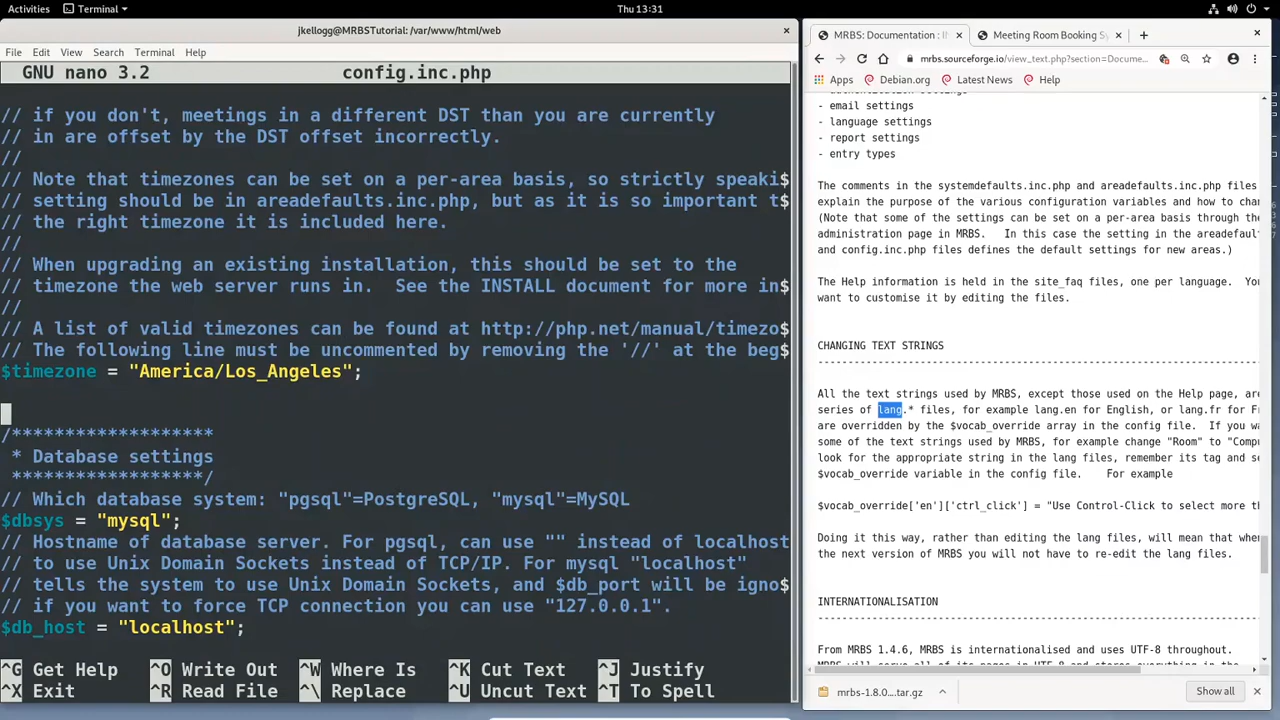 Activities
Terminal
Thu 13:31
jkellogg@MRBSTutorial: /var/www/html/web
File Edit View Search Terminal Help
GNU nano 3.2 config.inc.php
// if you don't, meetings in a different DST than you are currently
// in are offset by the DST offset incorrectly.
//
// Note that timezones can be set on a per-area basis, so strictly speaki$
// setting should be in areadefaults.inc.php, but as it is so important t$
// the right timezone it is included here.
//
// When upgrading an existing installation, this should be set to the
// timezone the web server runs in.  See the INSTALL document for more in$
//
// A list of valid timezones can be found at http://php.net/manual/timezo$
// The following line must be uncommented by removing the '//' at the beg$
$timezone = "America/Los_Angeles";
/*******************
 * Database settings
 ******************/
// Which database system: "pgsql"=PostgreSQL, "mysql"=MySQL
$dbsys = "mysql";
// Hostname of database server. For pgsql, can use "" instead of localhost
// to use Unix Domain Sockets instead of TCP/IP. For mysql "localhost"
// tells the system to use Unix Domain Sockets, and $db_port will be igno$
// if you want to force TCP connection you can use "127.0.0.1".
$db_host = "localhost";
^G Get Help ^O Write Out ^W Where Is ^K Cut Text ^J Justify
^X Exit ^R Read File ^\ Replace ^U Uncut Text ^T To Spell
MRBS: Documentation : I
Meeting Room Booking Sy
mrbs.sourceforge.io/view_text.php?section=Docume...
Apps Debian.org Latest News Help
- email settings
- language settings
- report settings
- entry types
The comments in the systemdefaults.inc.php and areadefaults.inc.php files
explain the purpose of the various configuration variables and how to cha
(Note that some of the settings can be set on a per-area basis through the
administration page in MRBS.   In this case the setting in the areadefaul
and config.inc.php files defines the default settings for new areas.)
The Help information is held in the site_faq files, one per language.  Yo
want to customise it by editing the files.
CHANGING TEXT STRINGS
-------------------------------------------------------
All the text strings used by MRBS, except those used on the Help page, are
series of lang.* files, for example lang.en for English, or lang.fr for F
are overridden by the $vocab_override array in the config file.  If you wa
some of the text strings used by MRBS, for example change "Room" to "Compu
look for the appropriate string in the lang files, remember its tag and se
$vocab_override variable in the config file.   For example
$vocab_override['en']['ctrl_click'] = "Use Control-Click to select more th
Doing it this way, rather than editing the lang files, will mean that when
the next version of MRBS you will not have to re-edit the lang files.
INTERNATIONALISATION
-------------------------------------------------------
From MRBS 1.4.6, MRBS is internationalised and uses UTF-8 throughout.
mrbs-1.8.0....tar.gz
Show all